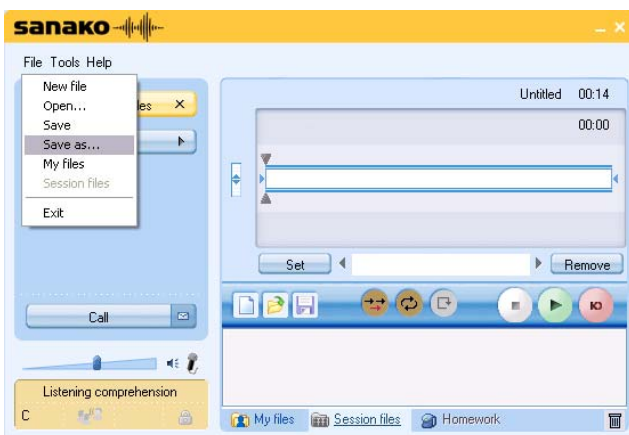 sanako
File Tools Help
New file
Open...
Save
Save as...
My files
Session files
Exit
les
Untitled 00:14
00:00
Set
Remove
Call
Listening comprehension
C
My files
Session files
Homework